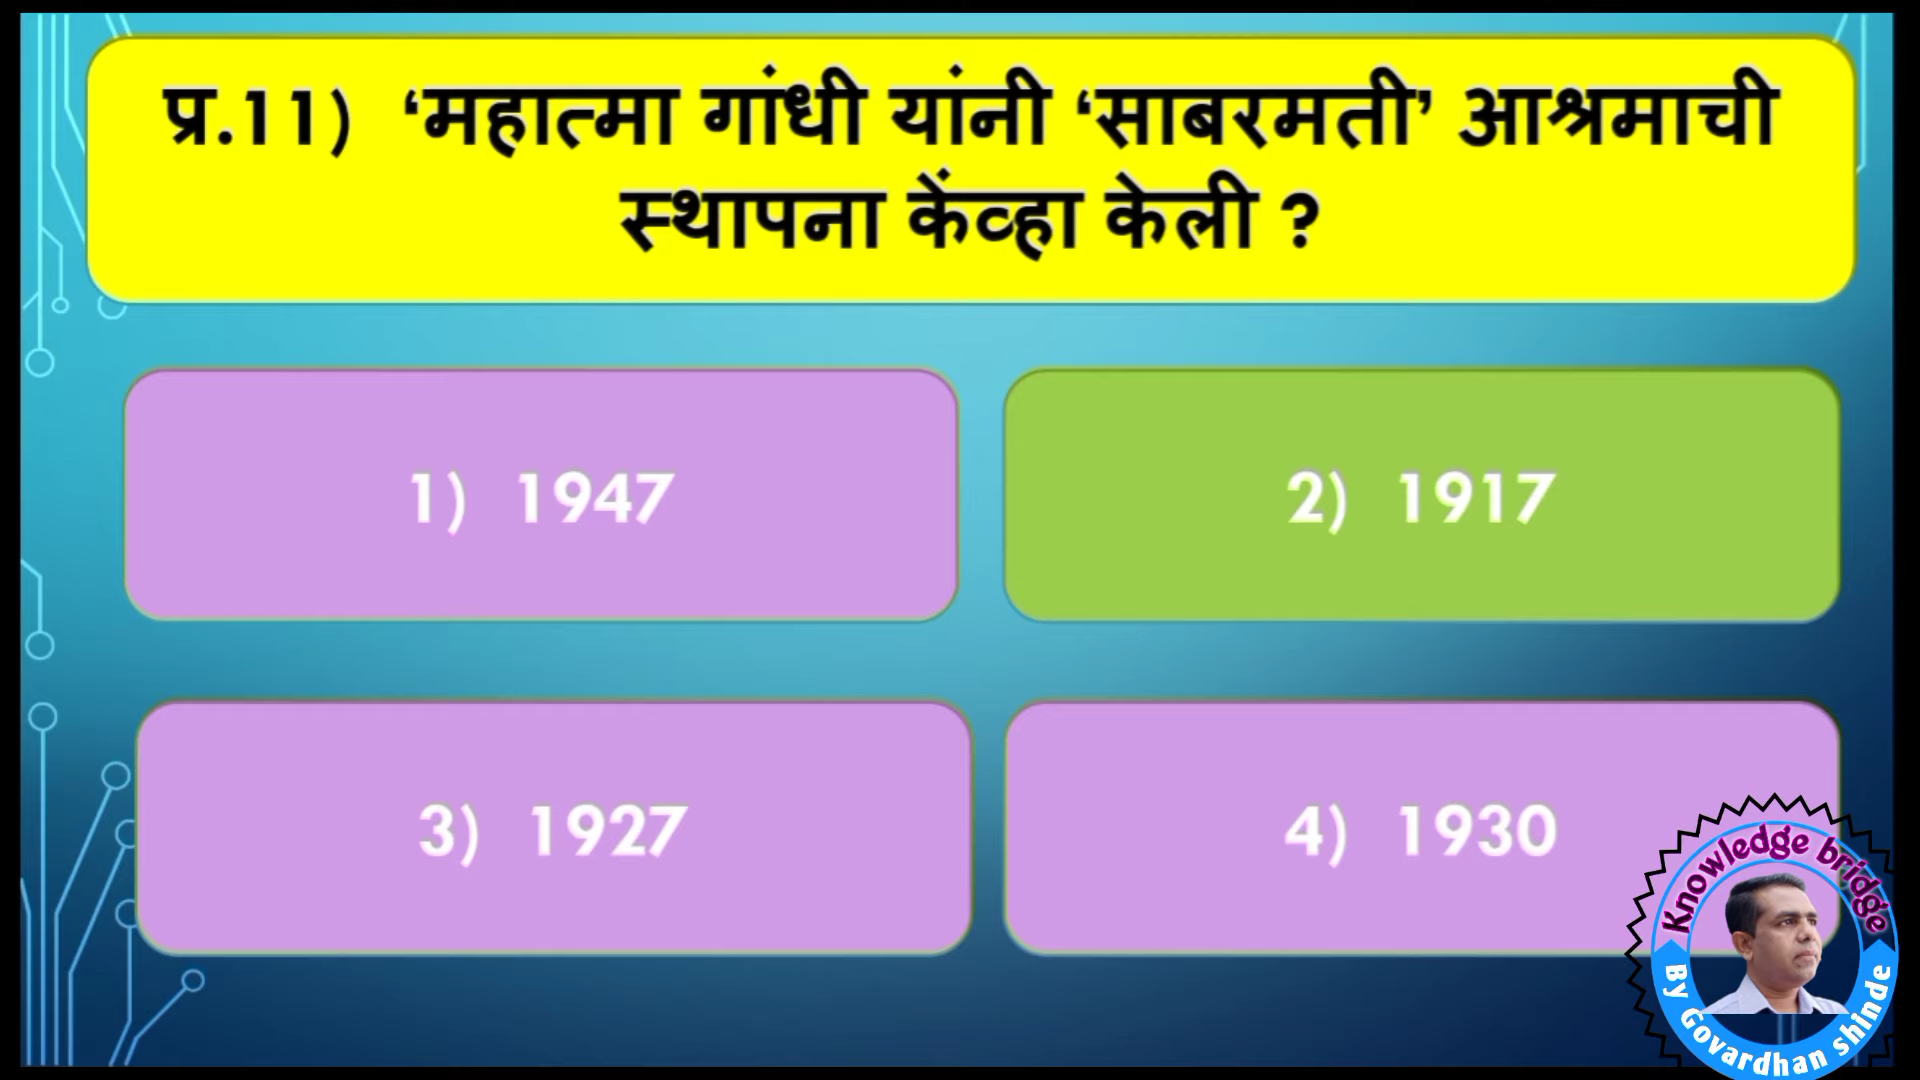 प्र.11) ‘महात्मा गांधी यांनी ‘साबरमती’ आश्रमाची
स्थापना केंव्हा केली ?
1) 1947
2) 1917
3) 1927
4) 1930
Knowledge bridge
By Govardhan shinde